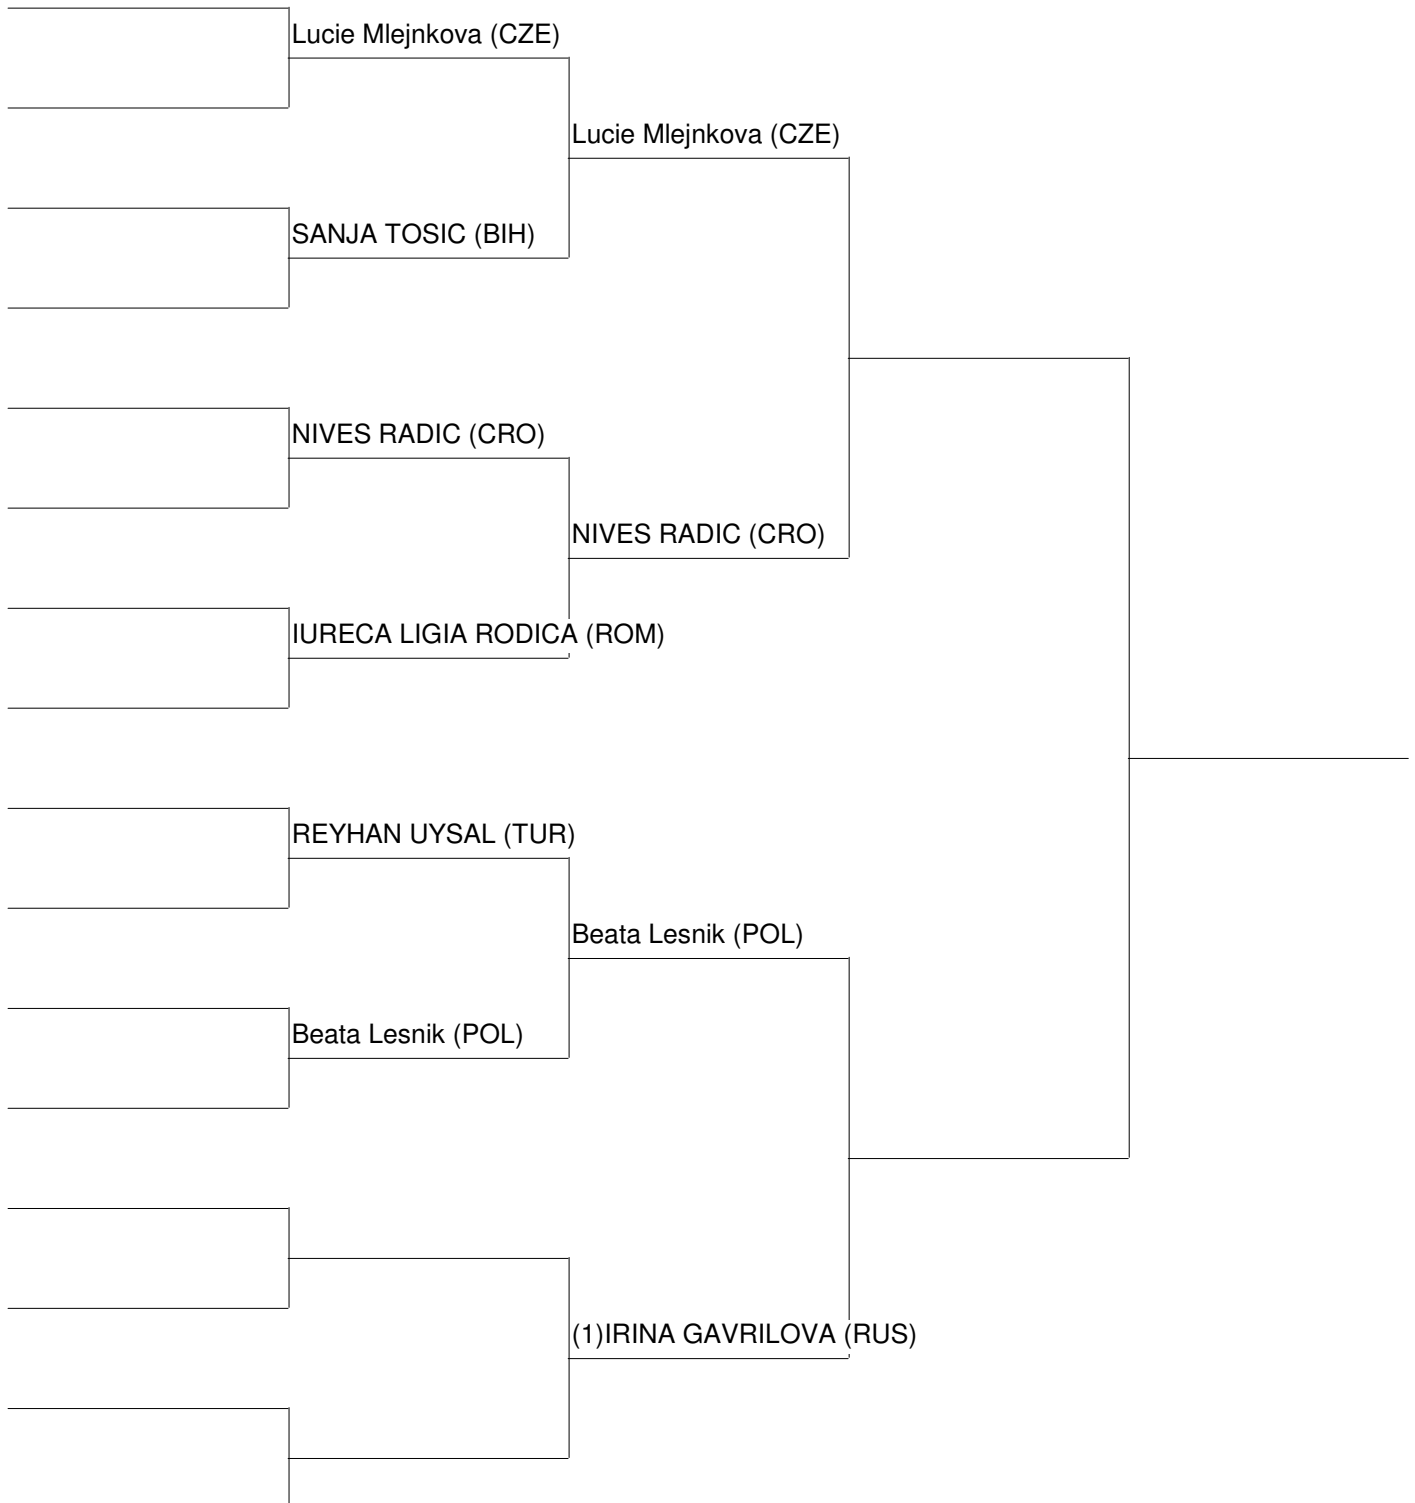 Lucie Mlejnkova (CZE)
Lucie Mlejnkova (CZE)
SANJA TOSIC (BIH)
NIVES RADIC (CRO)
NIVES RADIC (CRO)
IURECA LIGIA RODICA (ROM)
REYHAN UYSAL (TUR)
Beata Lesnik (POL)
Beata Lesnik (POL)
(1)IRINA GAVRILOVA (RUS)